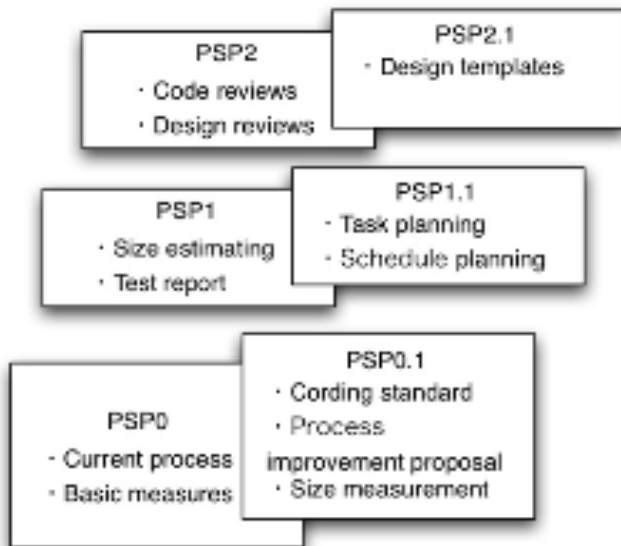 PSP2
・Code reviews
・Design reviews
PSP2.1
・Design templates
PSP1
・Size estimating
・Test report
PSP1.1
・Task planning
・Schedule planning
PSP0
・Current process
・Basic measures
PSP0.1
・Cording standard
・Process
improvement proposal
・Size measurement